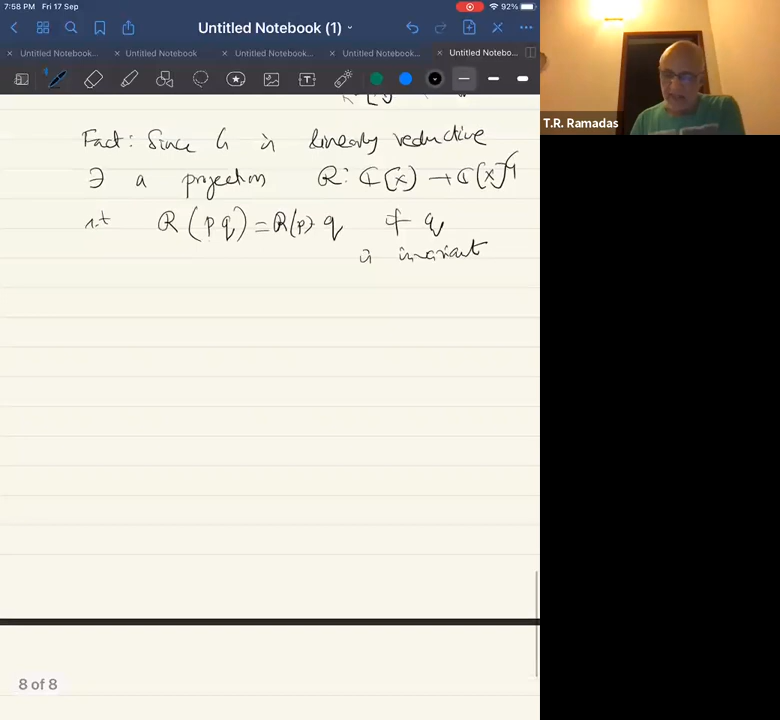 7:58 PM Fri 17 Sep
92%
Untitled Notebook (1)
Untitled Notebook... Untitled Notebook Untitled Notebook... Untitled Notebook... Untitled Notebo...
Fact: Since G is linearly reductive
∃ a projection R: ℂ[X] → ℂ[X]^G
s.t R(pq) = R(p) q if q
is invariant
8 of 8
T.R. Ramadas